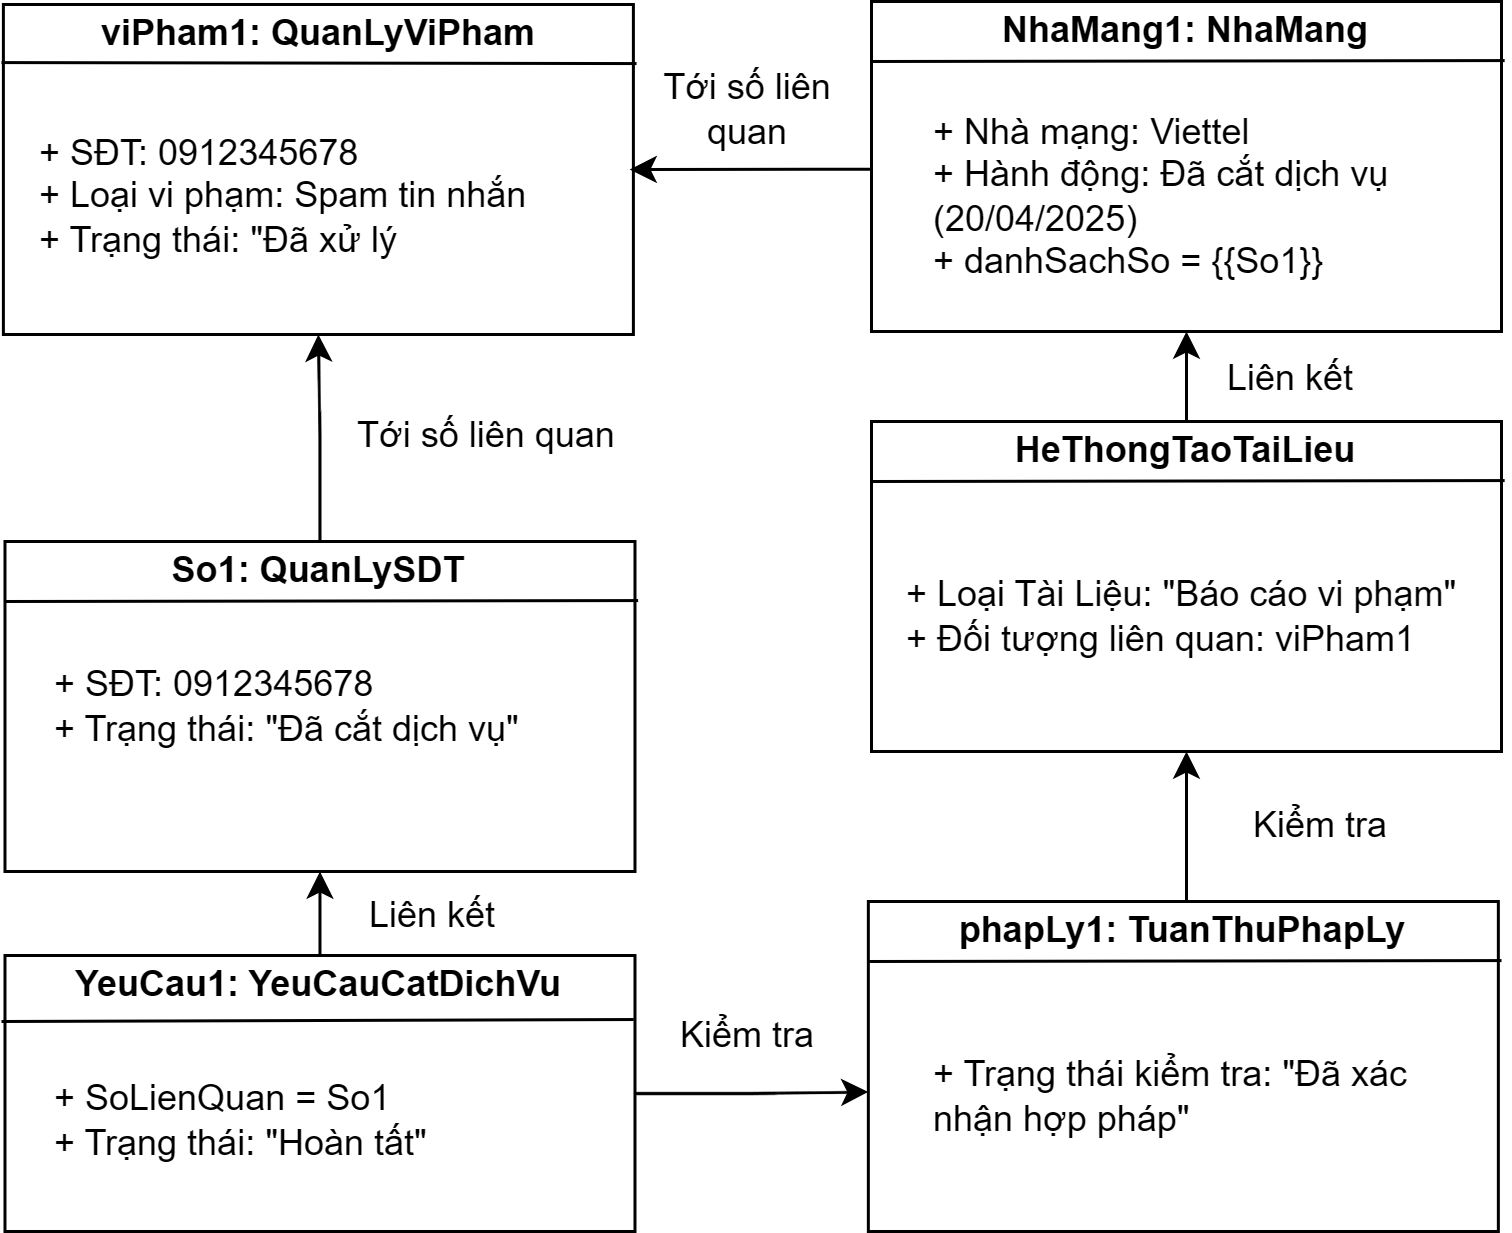 viPham1: QuanLyViPham
+ SĐT: 0912345678
+ Loại vi phạm: Spam tin nhắn
+ Trạng thái: "Đã xử lý
Tới số liên
quan
NhaMang1: NhaMang
+ Nhà mạng: Viettel
+ Hành động: Đã cắt dịch vụ
(20/04/2025)
+ danhSachSo = {{So1}}
Tới số liên quan
Liên kết
HeThongTaoTaiLieu
+ Loại Tài Liệu: "Báo cáo vi phạm"
+ Đối tượng liên quan: viPham1
So1: QuanLySDT
+ SĐT: 0912345678
+ Trạng thái: "Đã cắt dịch vụ"
Kiểm tra
Liên kết
YeuCau1: YeuCauCatDichVu
+ SoLienQuan = So1
+ Trạng thái: "Hoàn tất"
Kiểm tra
phapLy1: TuanThuPhapLy
+ Trạng thái kiểm tra: "Đã xác
nhận hợp pháp"